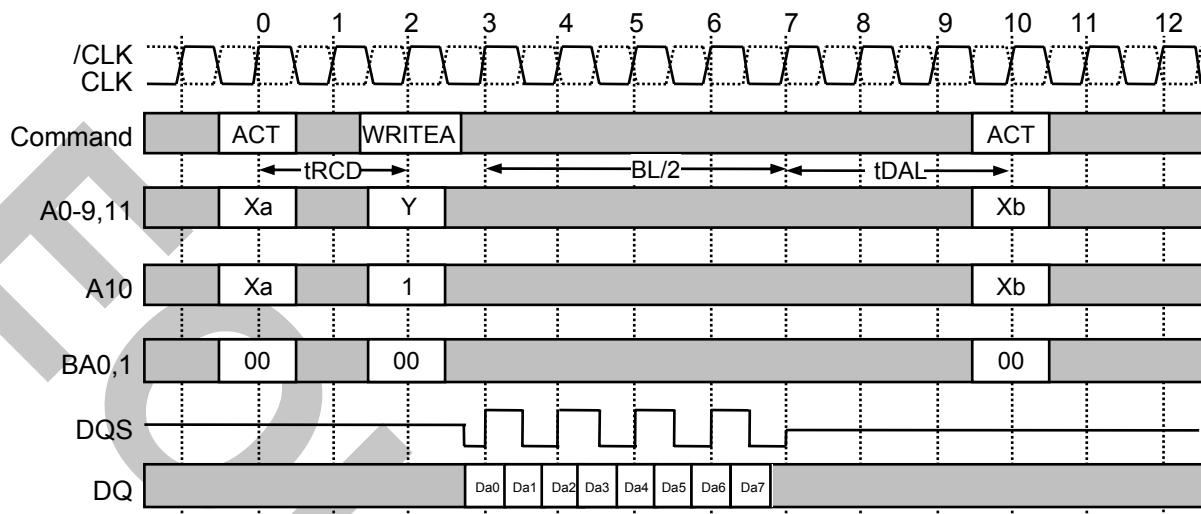 0 1 2 3 4 5 6 7 8 9 10 11 12
/CLK
CLK
Command ACT WRITEA ACT
tRCD BL/2 tDAL
A0-9,11 Xa Y Xb
A10 Xa 1 Xb
BA0,1 00 00 00
DQS
DQ Da0 Da1 Da2 Da3 Da4 Da5 Da6 Da7